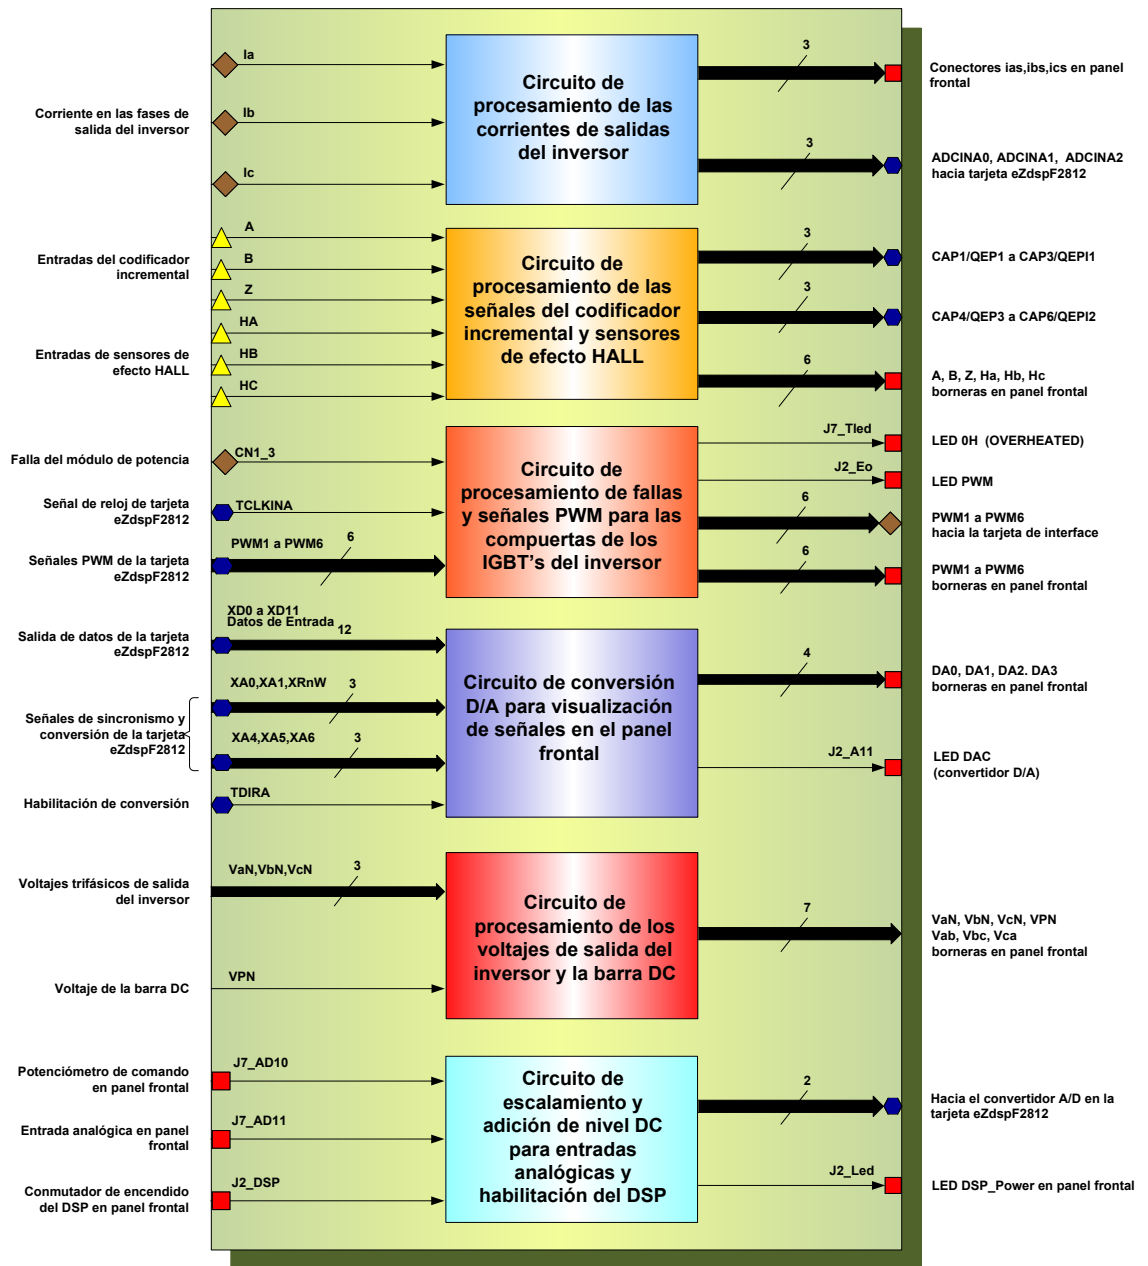 Corriente en las fases de
salida del inversor
Ia
Ib
Ic
Circuito de
procesamiento de las
corrientes de salidas
del inversor
3
Conectores ias,ibs,ics en panel
frontal
3
ADCINA0, ADCINA1, ADCINA2
hacia tarjeta eZdspF2812
Entradas del codificador
incremental
Entradas de sensores de
efecto HALL
A
B
Z
HA
HB
HC
Circuito de
procesamiento de las
señales del codificador
incremental y sensores
de efecto HALL
3
CAP1/QEP1 a CAP3/QEPI1
3
CAP4/QEP3 a CAP6/QEPI2
6
A, B, Z, Ha, Hb, Hc
borneras en panel frontal
Falla del módulo de potencia
CN1_3
Señal de reloj de tarjeta
eZdspF2812
TCLKINA
Señales PWM de la tarjeta
eZdspF2812
PWM1 a PWM6
6
Circuito de
procesamiento de fallas
y señales PWM para las
compuertas de los
IGBT's del inversor
J7_Tled
LED 0H (OVERHEATED)
J2_Eo
LED PWM
6
PWM1 a PWM6
hacia la tarjeta de interface
6
PWM1 a PWM6
borneras en panel frontal
Salida de datos de la tarjeta
eZdspF2812
XD0 a XD11
Datos de Entrada
12
Señales de sincronismo y
conversión de la tarjeta
eZdspF2812
XA0,XA1,XRnW
3
XA4,XA5,XA6
3
Habilitación de conversión
TDIRA
Circuito de conversión
D/A para visualización
de señales en el panel
frontal
4
DA0, DA1, DA2. DA3
borneras en panel frontal
J2_A11
LED DAC
(convertidor D/A)
Voltajes trifásicos de salida
del inversor
VaN,VbN,VcN
3
Voltaje de la barra DC
VPN
Circuito de
procesamiento de los
voltajes de salida del
inversor y la barra DC
7
VaN, VbN, VcN, VPN
Vab, Vbc, Vca
borneras en panel frontal
Potenciómetro de comando
en panel frontal
J7_AD10
Entrada analógica en panel
frontal
J7_AD11
Conmutador de encendido
del DSP en panel frontal
J2_DSP
Circuito de
escalamiento y
adición de nivel DC
para entradas
analógicas y
habilitación del DSP
2
Hacia el convertidor A/D en la
tarjeta eZdspF2812
J2_Led
LED DSP_Power en panel frontal